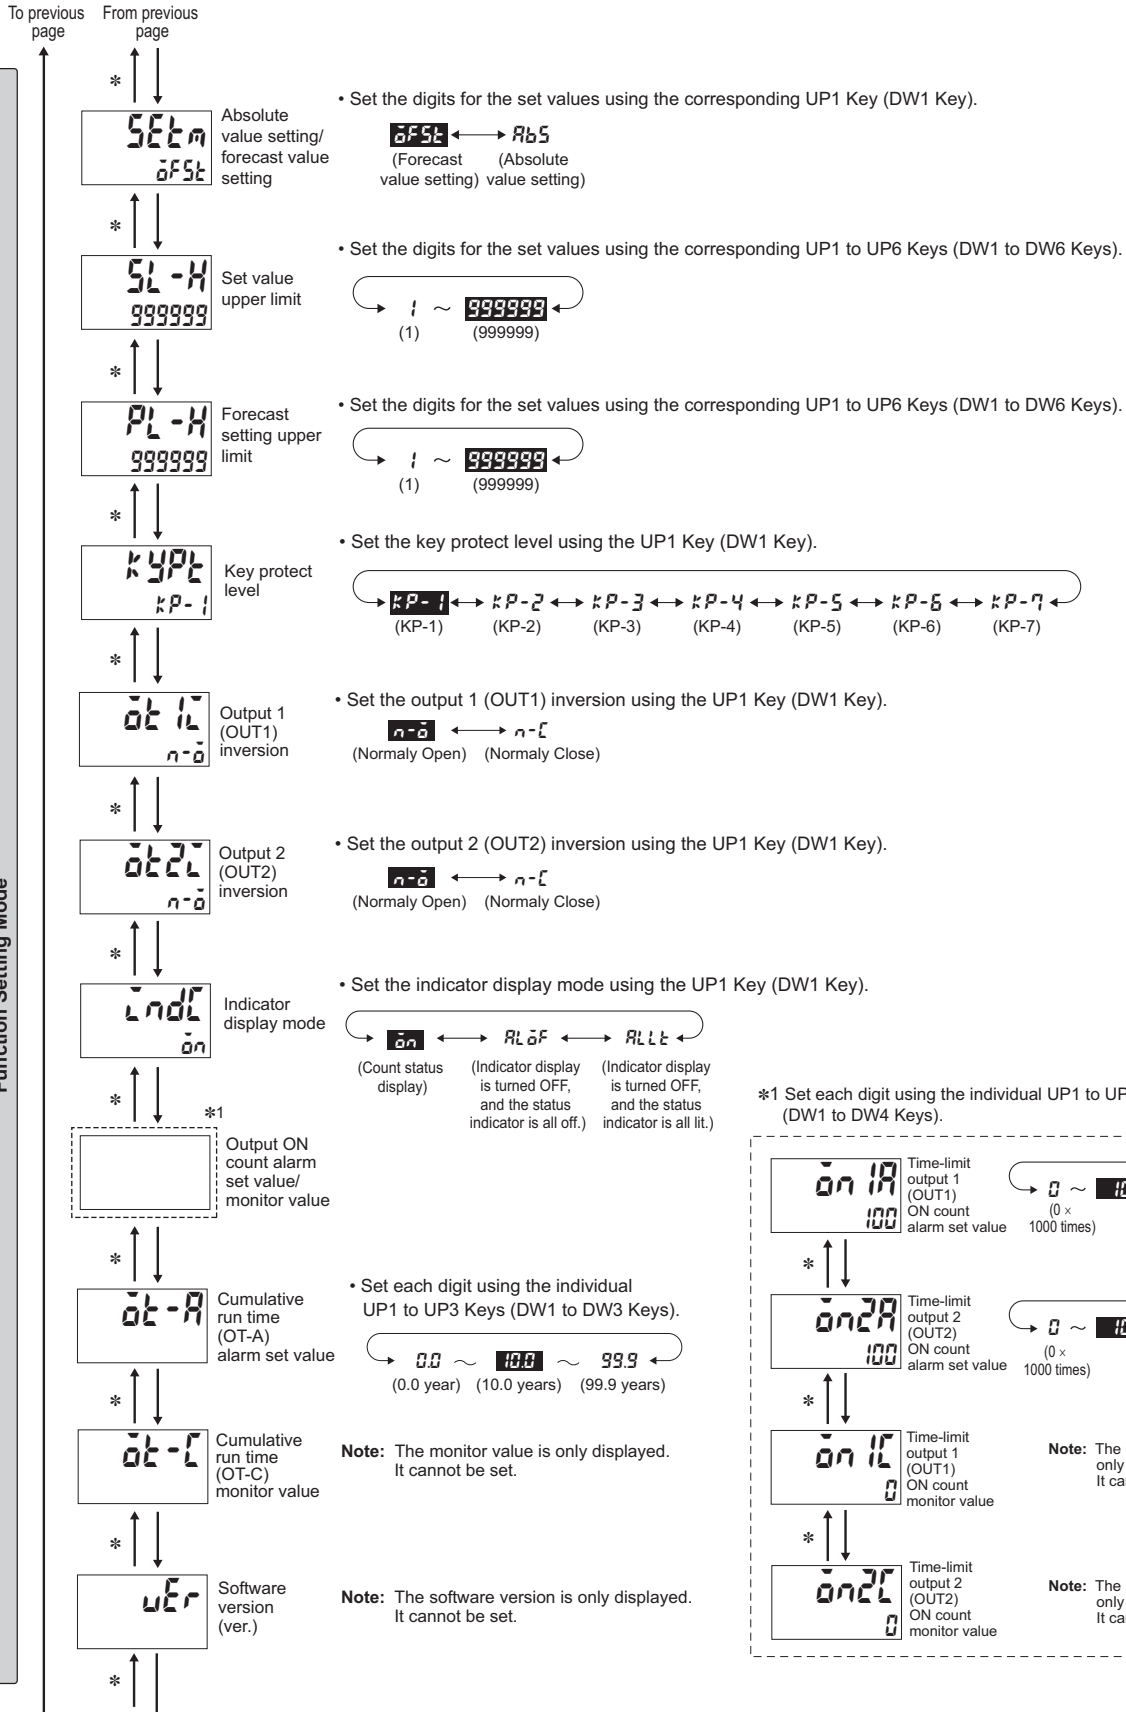 To previous page
From previous page
Function Setting Mode
✻
SEtm
oFSt
Absolute
value setting/
forecast value
setting
• Set the digits for the set values using the corresponding UP1 Key (DW1 Key).
oFSt AbS
(Forecast value setting) (Absolute value setting)
✻
SL-H
999999
Set value
upper limit
• Set the digits for the set values using the corresponding UP1 to UP6 Keys (DW1 to DW6 Keys).
1 ~ 999999
(1) (999999)
✻
PL-H
999999
Forecast
setting upper
limit
• Set the digits for the set values using the corresponding UP1 to UP6 Keys (DW1 to DW6 Keys).
1 ~ 999999
(1) (999999)
✻
KYPt
KP-1
Key protect
level
• Set the key protect level using the UP1 Key (DW1 Key).
KP-1 KP-2 KP-3 KP-4 KP-5 KP-6 KP-7
(KP-1) (KP-2) (KP-3) (KP-4) (KP-5) (KP-6) (KP-7)
✻
ot1i
n-o
Output 1
(OUT1)
inversion
• Set the output 1 (OUT1) inversion using the UP1 Key (DW1 Key).
n-o n-C
(Normaly Open) (Normaly Close)
✻
ot2i
n-o
Output 2
(OUT2)
inversion
• Set the output 2 (OUT2) inversion using the UP1 Key (DW1 Key).
n-o n-C
(Normaly Open) (Normaly Close)
✻
indC
on
Indicator
display mode
• Set the indicator display mode using the UP1 Key (DW1 Key).
on ALoF ALLt
(Count status
display)
(Indicator display
is turned OFF,
and the status
indicator is all off.)
(Indicator display
is turned OFF,
and the status
indicator is all lit.)
✻
✻1
Output ON
count alarm
set value/
monitor value
✻
ot-A
Cumulative
run time
(OT-A)
alarm set value
• Set each digit using the individual
UP1 to UP3 Keys (DW1 to DW3 Keys).
0.0 ~ 10.0 ~ 99.9
(0.0 year) (10.0 years) (99.9 years)
✻
ot-C
Cumulative
run time
(OT-C)
monitor value
Note: The monitor value is only displayed.
It cannot be set.
✻
vEr
Software
version
(ver.)
Note: The software version is only displayed.
It cannot be set.
✻
✻1 Set each digit using the individual UP1 to UP
(DW1 to DW4 Keys).
on1A
100
Time-limit
output 1
(OUT1)
ON count
alarm set value
0 ~
(0 ×
1000 times)
✻
on2A
100
Time-limit
output 2
(OUT2)
ON count
alarm set value
0 ~
(0 ×
1000 times)
✻
on1C
0
Time-limit
output 1
(OUT1)
ON count
monitor value
Note: The
only
It ca
✻
on2C
0
Time-limit
output 2
(OUT2)
ON count
monitor value
Note: The
only
It ca